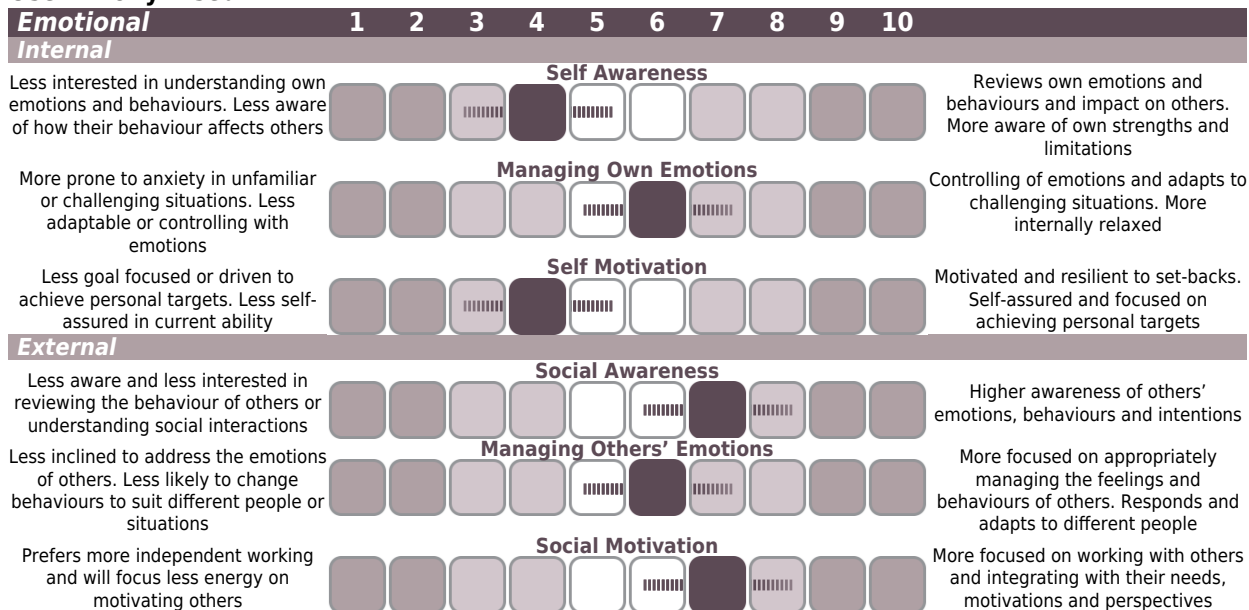 Emotional 1 2 3 4 5 6 7 8 9 10
Internal
Self Awareness
Less interested in understanding own
emotions and behaviours. Less aware
of how their behaviour affects others
Reviews own emotions and
behaviours and impact on others.
More aware of own strengths and
limitations
Managing Own Emotions
More prone to anxiety in unfamiliar
or challenging situations. Less
adaptable or controlling with
emotions
Controlling of emotions and adapts to
challenging situations. More
internally relaxed
Self Motivation
Less goal focused or driven to
achieve personal targets. Less self-
assured in current ability
Motivated and resilient to set-backs.
Self-assured and focused on
achieving personal targets
External
Social Awareness
Less aware and less interested in
reviewing the behaviour of others or
understanding social interactions
Higher awareness of others’
emotions, behaviours and intentions
Managing Others’ Emotions
Less inclined to address the emotions
of others. Less likely to change
behaviours to suit different people or
situations
More focused on appropriately
managing the feelings and
behaviours of others. Responds and
adapts to different people
Social Motivation
Prefers more independent working
and will focus less energy on
motivating others
More focused on working with others
and integrating with their needs,
motivations and perspectives